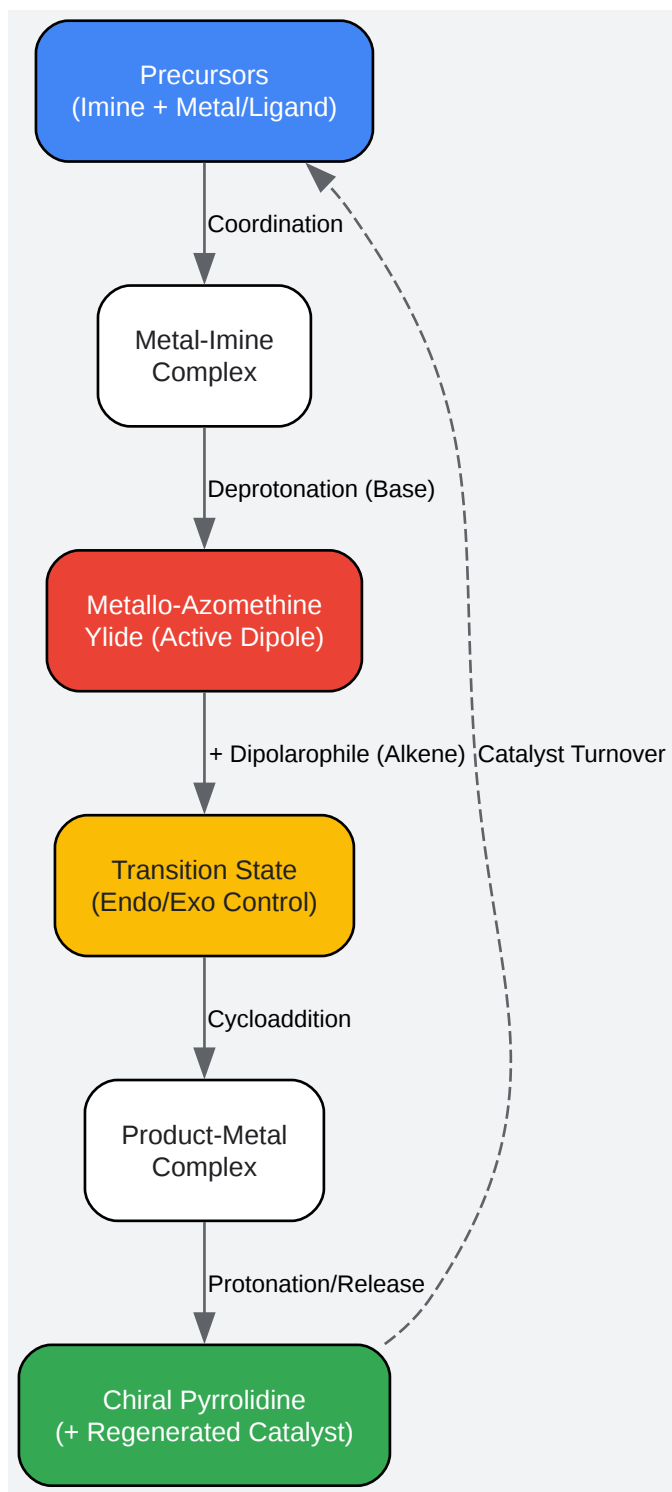 Precursors
(Imine + Metal/Ligand)
Coordination
Metal-Imine
Complex
Deprotonation (Base)
Metallo-Azomethine
Ylide (Active Dipole)
+ Dipolarophile (Alkene)
Catalyst Turnover
Transition State
(Endo/Exo Control)
Cycloaddition
Product-Metal
Complex
Protonation/Release
Chiral Pyrrolidine
(+ Regenerated Catalyst)